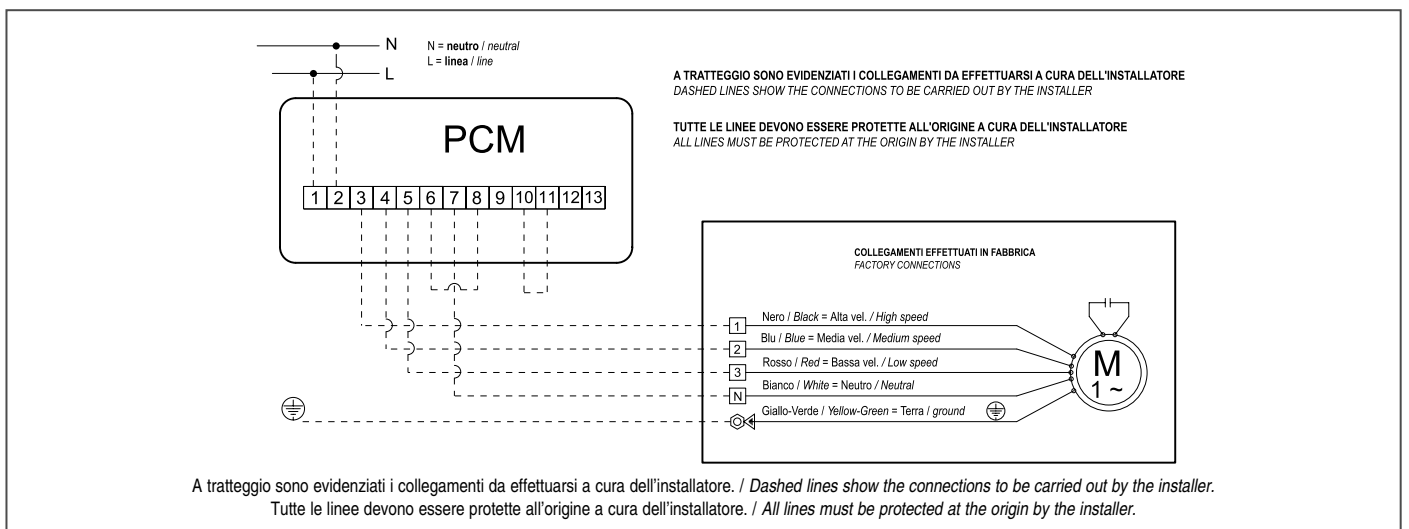 N
L
N = neutro / neutral
L = linea / line
A TRATTEGGIO SONO EVIDENZIATI I COLLEGAMENTI DA EFFETTUARSI A CURA DELL'INSTALLATORE
DASHED LINES SHOW THE CONNECTIONS TO BE CARRIED OUT BY THE INSTALLER
TUTTE LE LINEE DEVONO ESSERE PROTETTE ALL'ORIGINE A CURA DELL'INSTALLATORE
ALL LINES MUST BE PROTECTED AT THE ORIGIN BY THE INSTALLER
PCM
1 2 3 4 5 6 7 8 9 10 11 12 13
COLLEGAMENTI EFFETTUATI IN FABBRICA
FACTORY CONNECTIONS
1 Nero / Black = Alta vel. / High speed
2 Blu / Blue = Media vel. / Medium speed
3 Rosso / Red = Bassa vel. / Low speed
N Bianco / White = Neutro / Neutral
Giallo-Verde / Yellow-Green = Terra / ground
M
1 ~
A tratteggio sono evidenziati i collegamenti da effettuarsi a cura dell'installatore. / Dashed lines show the connections to be carried out by the installer.
Tutte le linee devono essere protette all'origine a cura dell'installatore. / All lines must be protected at the origin by the installer.